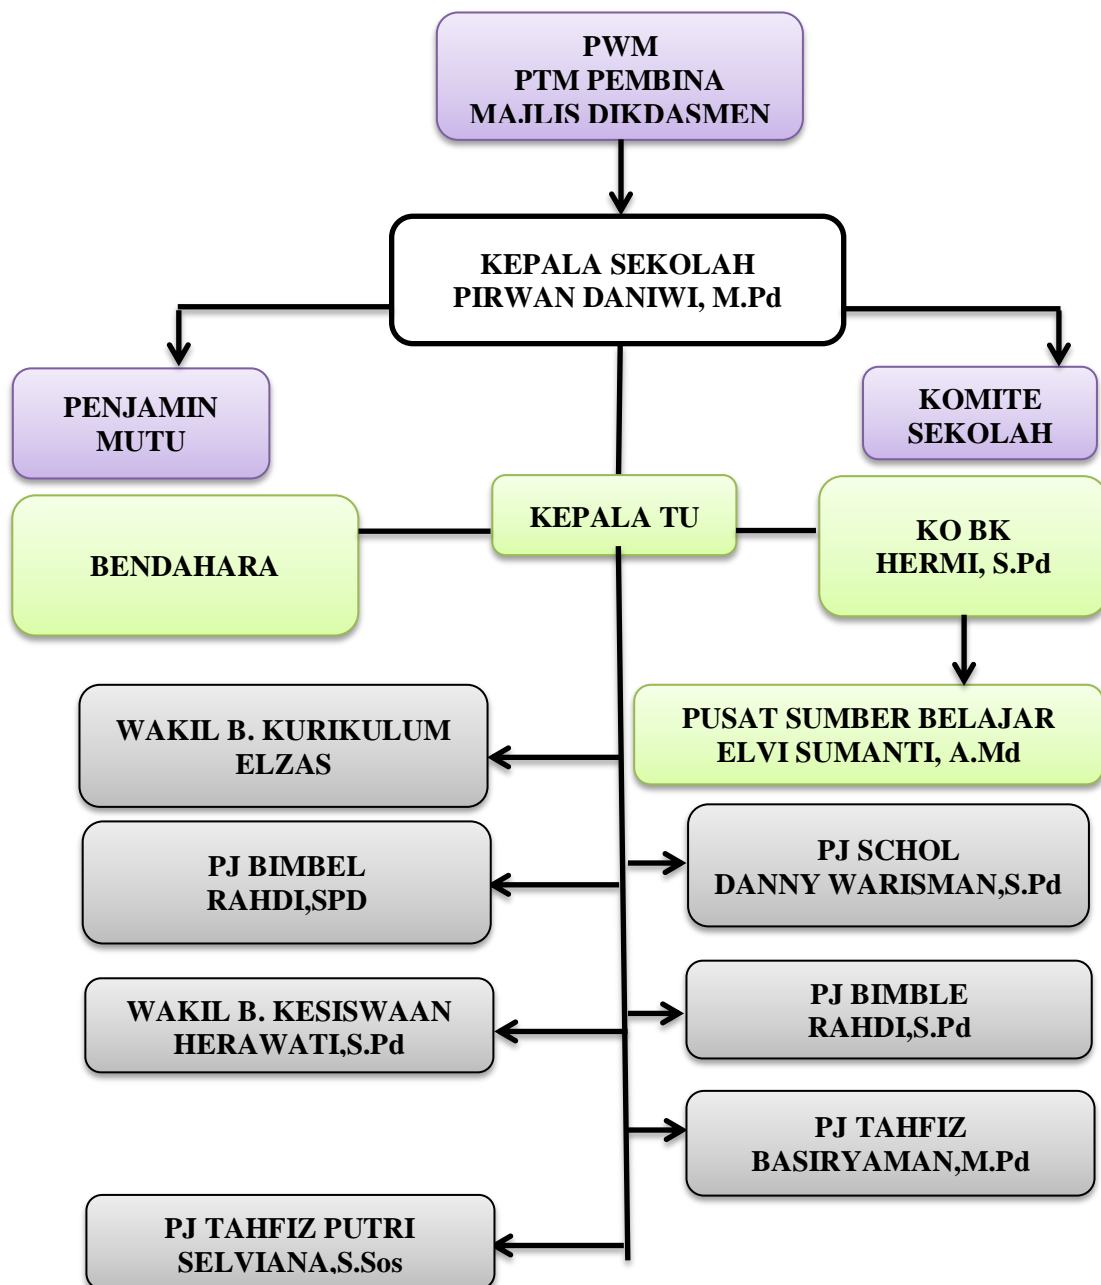 PWM
PTM PEMBINA
MAJLIS DIKDASMEN
KEPALA SEKOLAH
PIRWAN DANIWI, M.Pd
PENJAMIN
MUTU
KOMITE
SEKOLAH
BENDAHARA
KEPALA TU
KO BK
HERMI, S.Pd
PUSAT SUMBER BELAJAR
ELVI SUMANTI, A.Md
WAKIL B. KURIKULUM
ELZAS
PJ SCHOL
DANNY WARISMAN,S.Pd
PJ BIMBEL
RAHDI,SPD
PJ BIMBLE
RAHDI,S.Pd
WAKIL B. KESISWAAN
HERAWATI,S.Pd
PJ TAHFIZ
BASIRYAMAN,M.Pd
PJ TAHFIZ PUTRI
SELVIANA,S.Sos